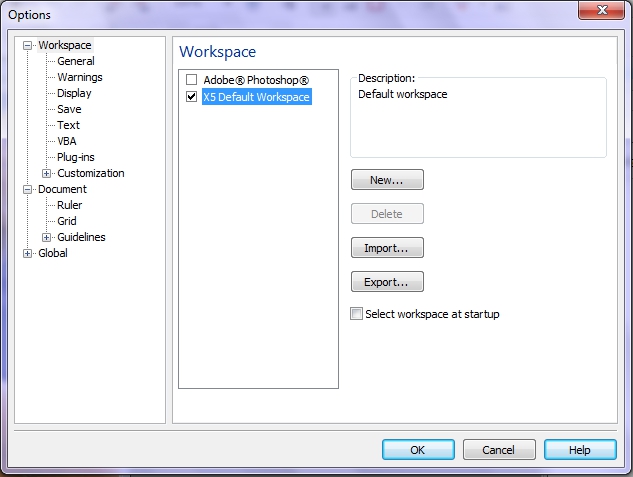 Options
Workspace
General
Warnings
Display
Save
Text
VBA
Plug-ins
Customization
Document
Ruler
Grid
Guidelines
Global
Workspace
Adobe® Photoshop®
X5 Default Workspace
Description:
Default workspace
New...
Delete
Import...
Export...
Select workspace at startup
OK
Cancel
Help